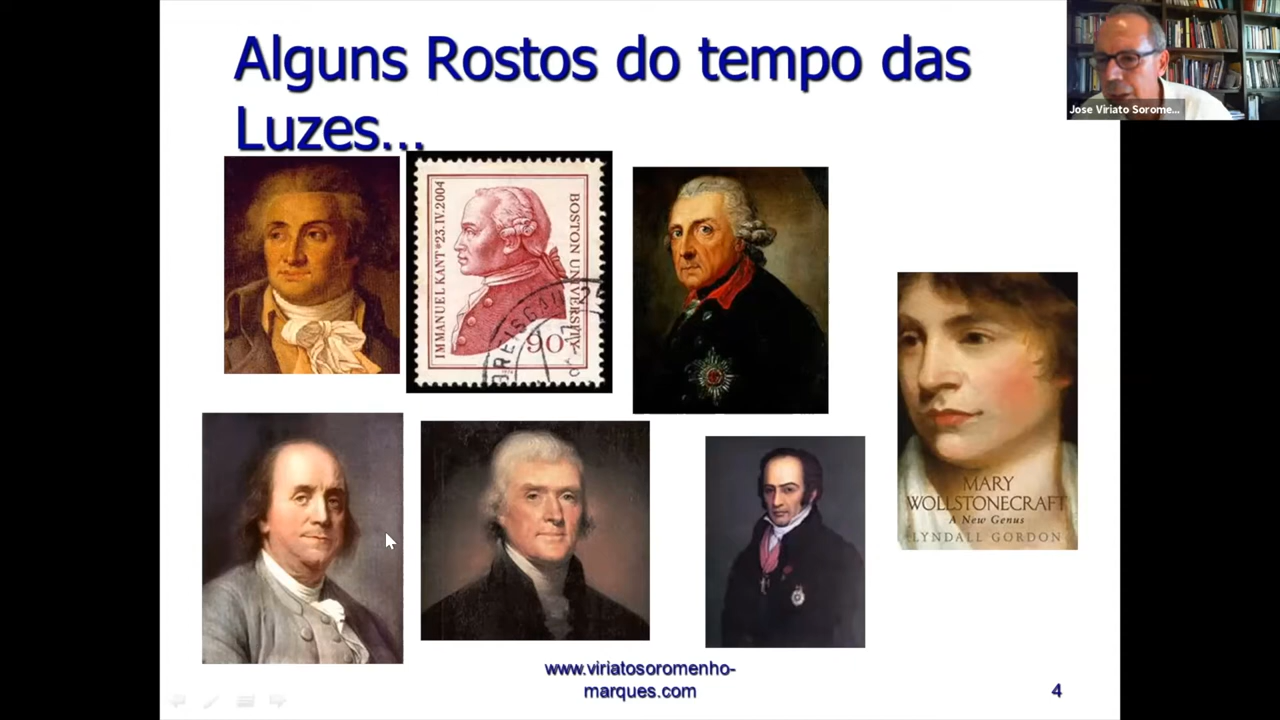 Alguns Rostos do tempo das
Luzes...
Jose Viriato Sorome...
IMMANUEL KANT*23.IV.2004
BOSTON UNIVERSITY
90
MARY
WOLLSTONECRAFT
A New Genus
LYNDALL GORDON
www.viriatosoromenho-
marques.com
4